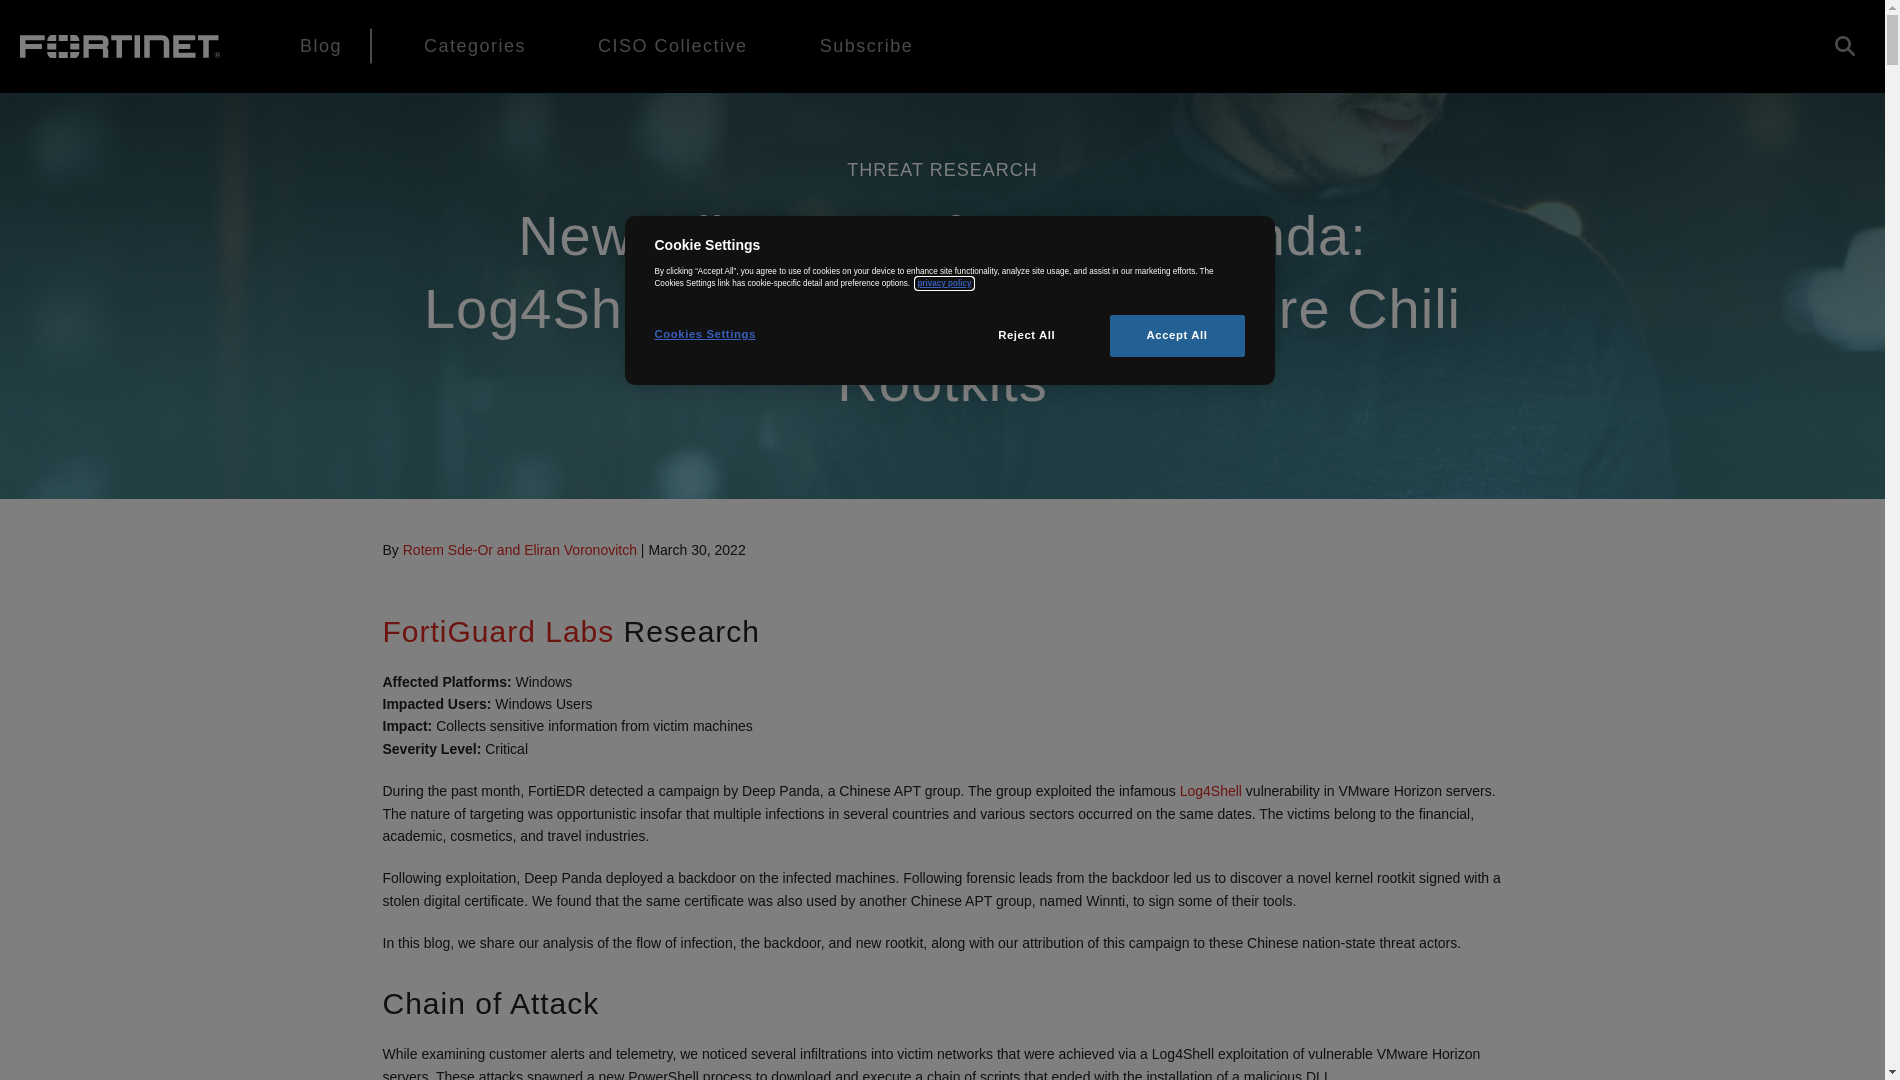 FORTINET
Blog
Categories
CISO Collective
Subscribe
THREAT RESEARCH
New
Log4Sh
Chili
Rootkits
Cookie Settings
By clicking “Accept All”, you agree to use of cookies on your device to enhance site functionality, analyze site usage, and assist in our marketing efforts. The
Cookies Settings link has cookie-specific detail and preference options. privacy policy
Cookies Settings
Reject All
Accept All
By Rotem Sde-Or and Eliran Voronovitch | March 30, 2022
FortiGuard Labs Research
Affected Platforms: Windows
Impacted Users: Windows Users
Impact: Collects sensitive information from victim machines
Severity Level: Critical
During the past month, FortiEDR detected a campaign by Deep Panda, a Chinese APT group. The group exploited the infamous Log4Shell vulnerability in VMware Horizon servers.
The nature of targeting was opportunistic insofar that multiple infections in several countries and various sectors occurred on the same dates. The victims belong to the financial,
academic, cosmetics, and travel industries.
Following exploitation, Deep Panda deployed a backdoor on the infected machines. Following forensic leads from the backdoor led us to discover a novel kernel rootkit signed with a
stolen digital certificate. We found that the same certificate was also used by another Chinese APT group, named Winnti, to sign some of their tools.
In this blog, we share our analysis of the flow of infection, the backdoor, and new rootkit, along with our attribution of this campaign to these Chinese nation-state threat actors.
Chain of Attack
While examining customer alerts and telemetry, we noticed several infiltrations into victim networks that were achieved via a Log4Shell exploitation of vulnerable VMware Horizon
servers. These attacks spawned a new PowerShell process to download and execute a chain of scripts that ended with the installation of a malicious DLL.